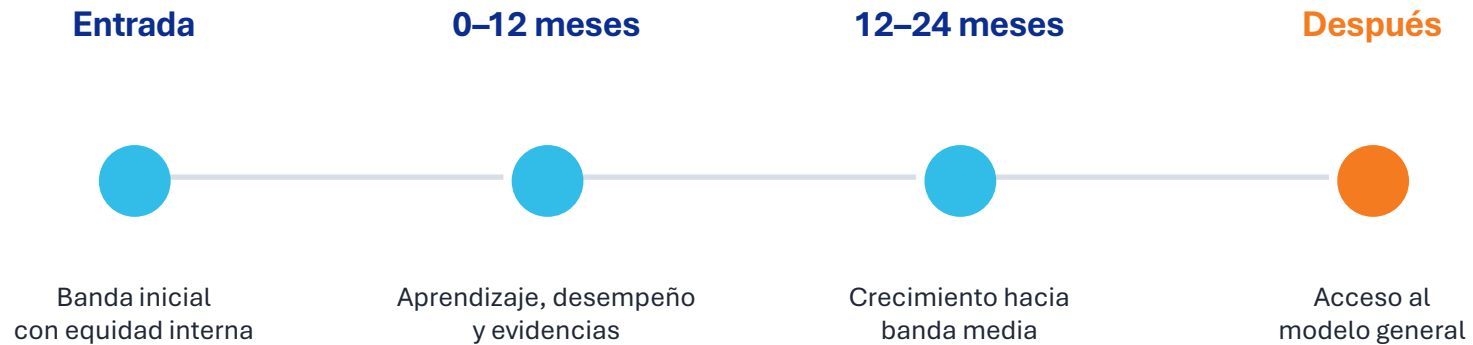 Entrada
0–12 meses
12–24 meses
Después
Banda inicial
con equidad interna
Aprendizaje, desempeño
y evidencias
Crecimiento hacia
banda media
Acceso al
modelo general